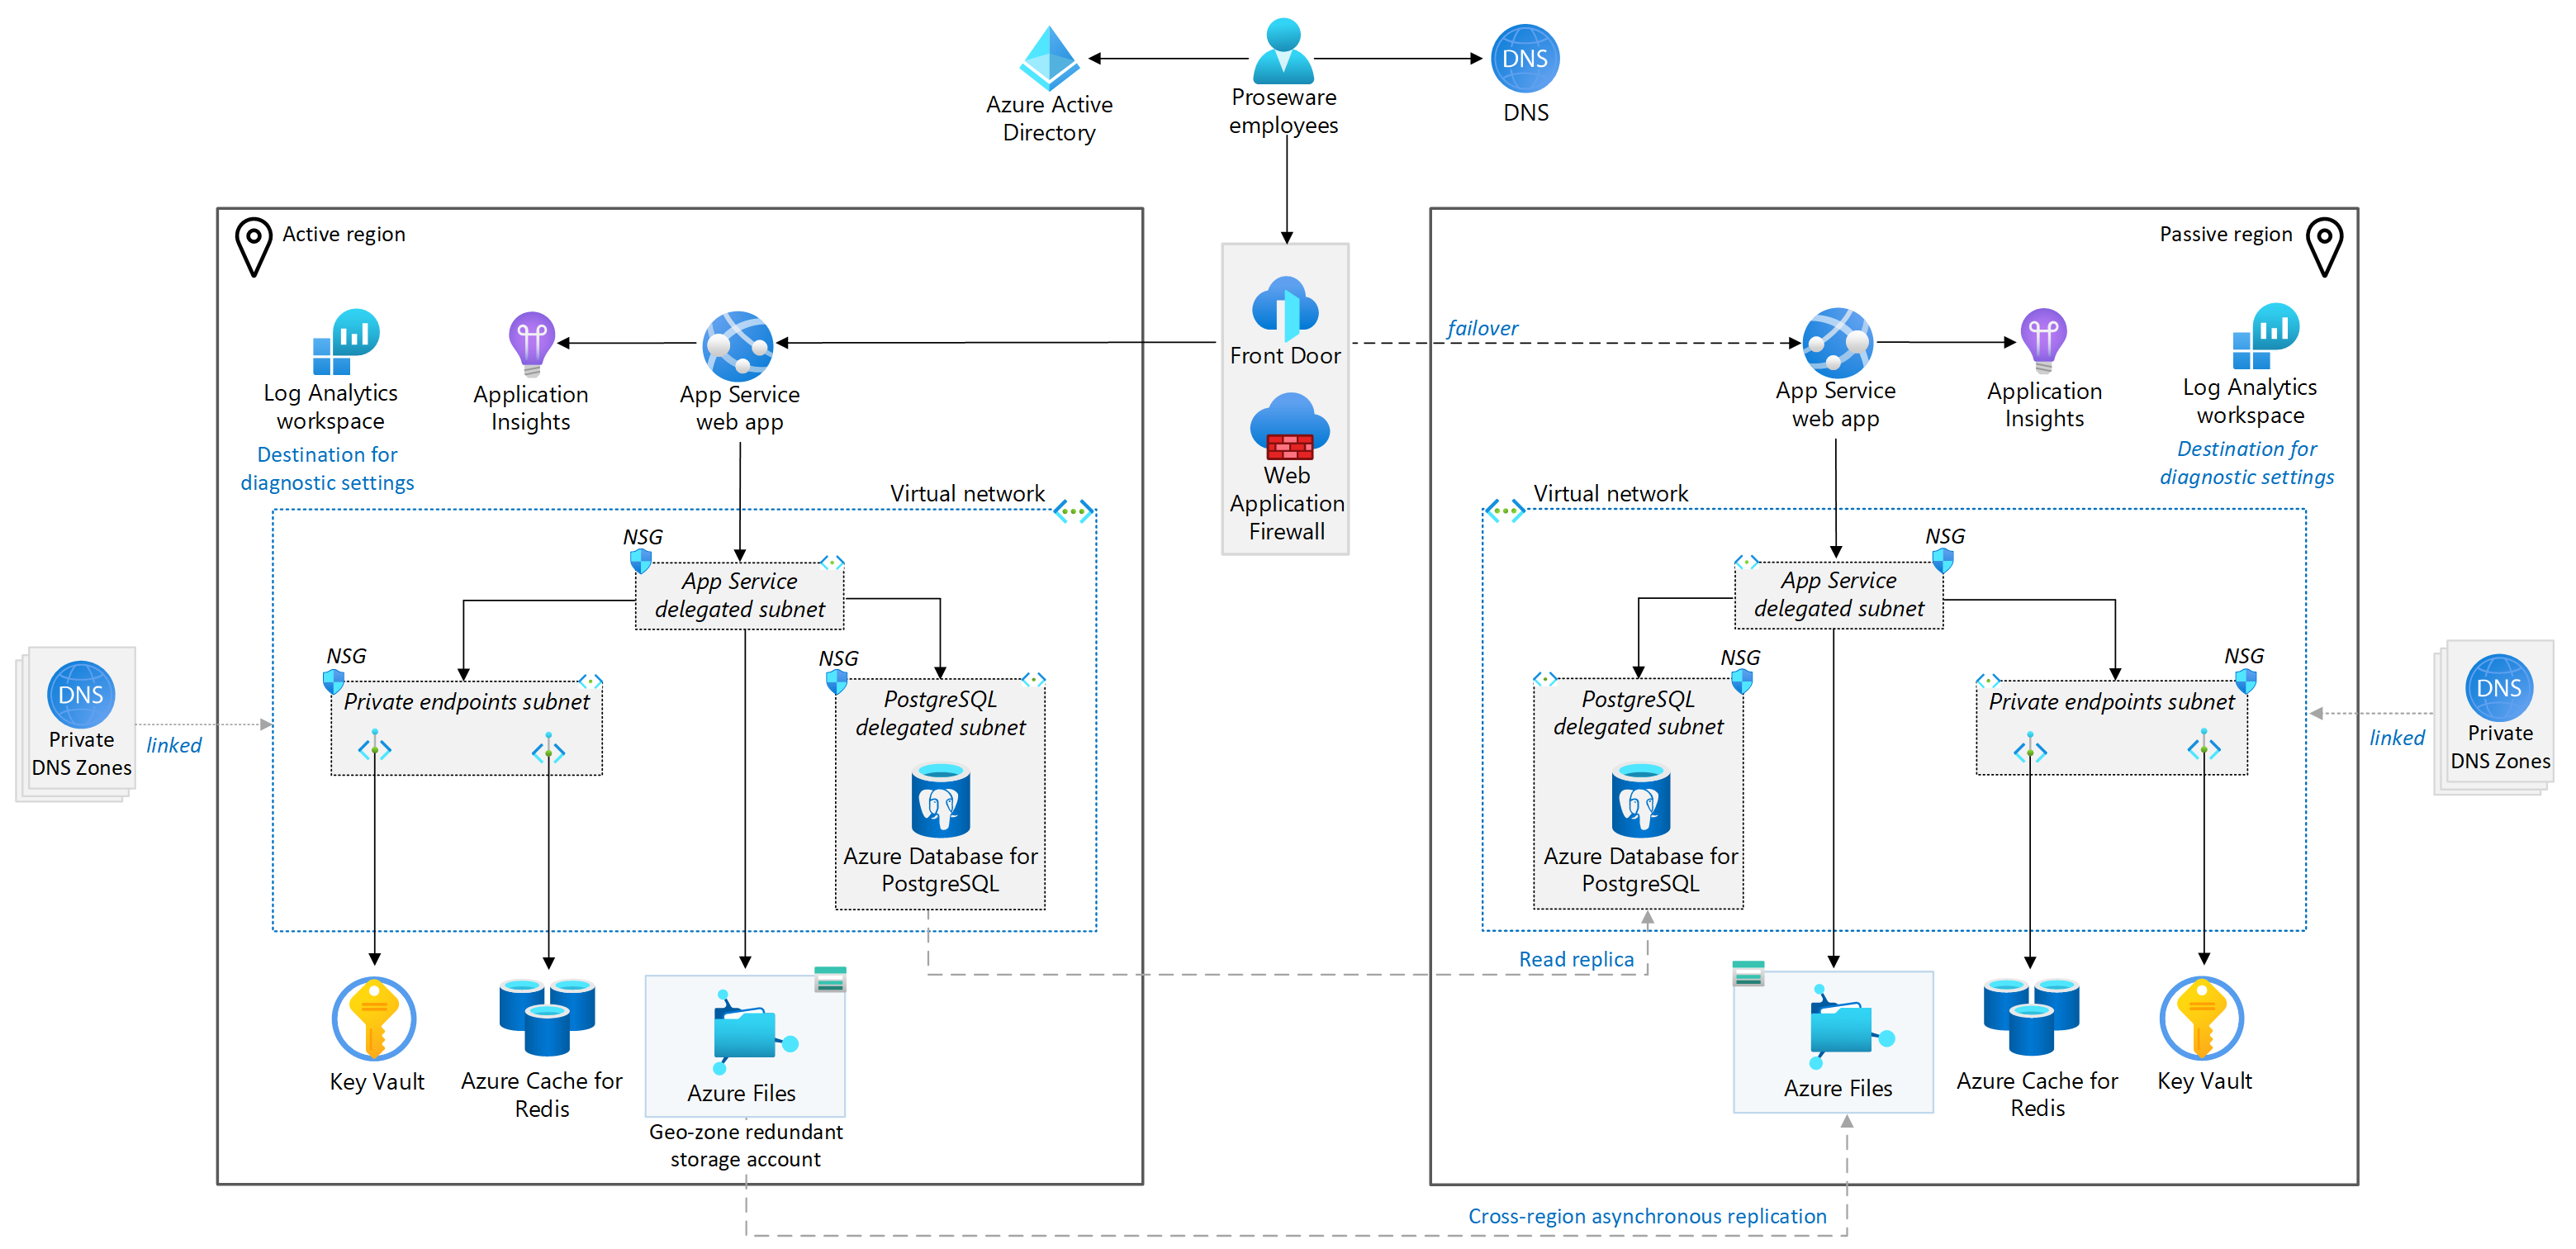 Azure Active
Directory
Proseware
employees
DNS
DNS
Active region
Log Analytics
workspace
Destination for
diagnostic settings
Application
Insights
App Service
web app
Front Door
Web
Application
Firewall
failover
Passive region
App Service
web app
Application
Insights
Log Analytics
workspace
Destination for
diagnostic settings
Virtual network
NSG
App Service
delegated subnet
NSG
Private endpoints subnet
NSG
PostgreSQL
delegated subnet
Azure Database for
PostgreSQL
DNS
Private
DNS Zones
linked
Key Vault
Azure Cache for
Redis
Azure Files
Geo-zone redundant
storage account
Virtual network
NSG
App Service
delegated subnet
NSG
PostgreSQL
delegated subnet
Azure Database for
PostgreSQL
NSG
Private endpoints subnet
DNS
Private
DNS Zones
linked
Read replica
Azure Files
Azure Cache for
Redis
Key Vault
Cross-region asynchronous replication